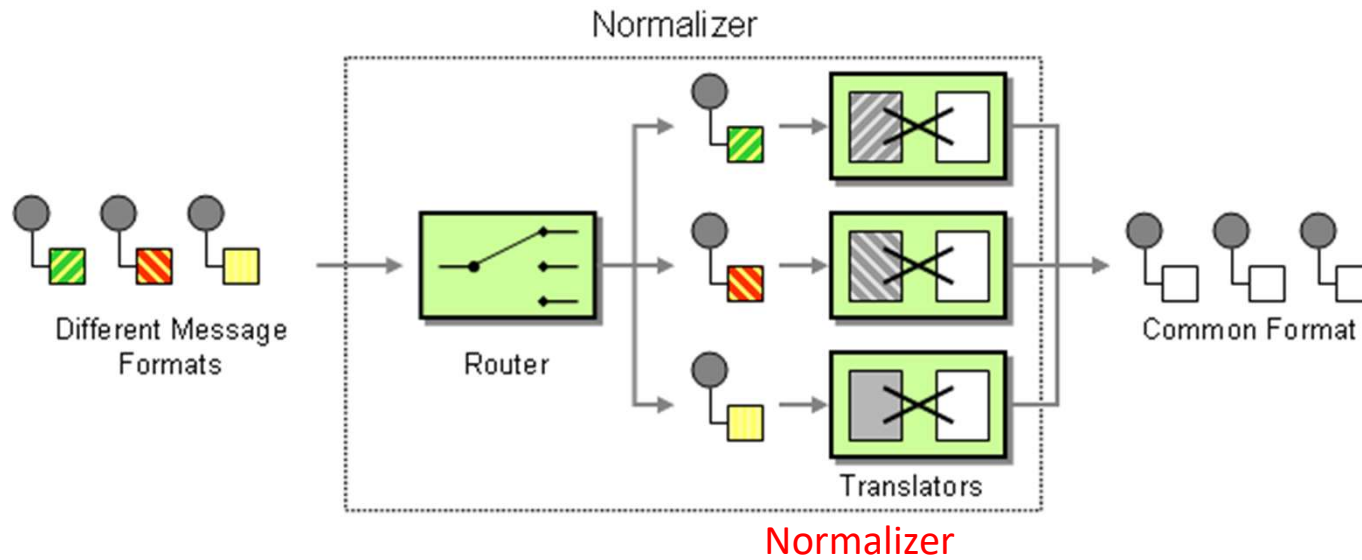 Normalizer
Different Message
Formats
Router
Translators
Common Format
Normalizer